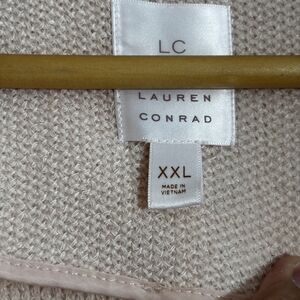 LC
LAUREN
CONRAD
XXL
MADE IN
VIETNAM